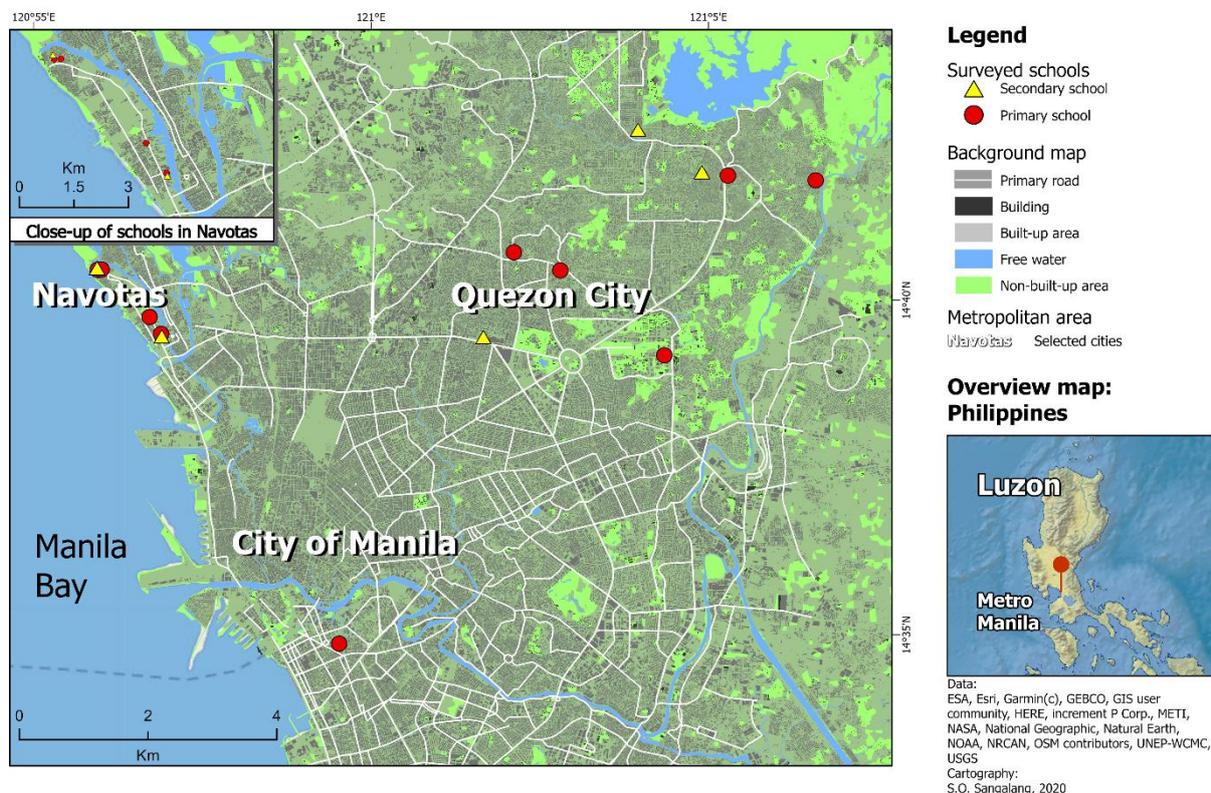 120°55'E
121°E
121°5'E
Km
0 1.5 3
Close-up of schools in Navotas
Navotas
Quezon City
14°40'N
City of Manila
Manila
Bay
14°35'N
0 2 4
Km
Legend
Surveyed schools
Secondary school
Primary school
Background map
Primary road
Building
Built-up area
Free water
Non-built-up area
Metropolitan area
Navotas Selected cities
Overview map:
Philippines
Luzon
Metro
Manila
Data:
ESA, Esri, Garmin(c), GEBCO, GIS user
community, HERE, increment P Corp., METI,
NASA, National Geographic, Natural Earth,
NOAA, NRCAN, OSM contributors, UNEP-WCMC,
USGS
Cartography:
S.O. Sangalang, 2020